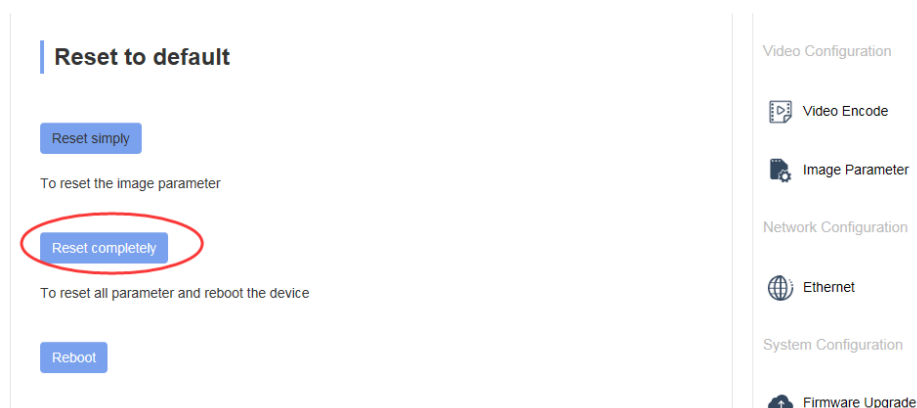 Reset to default
Reset simply
To reset the image parameter
Reset completely
To reset all parameter and reboot the device
Reboot
Video Configuration
Video Encode
Image Parameter
Network Configuration
Ethernet
System Configuration
Firmware Upgrade